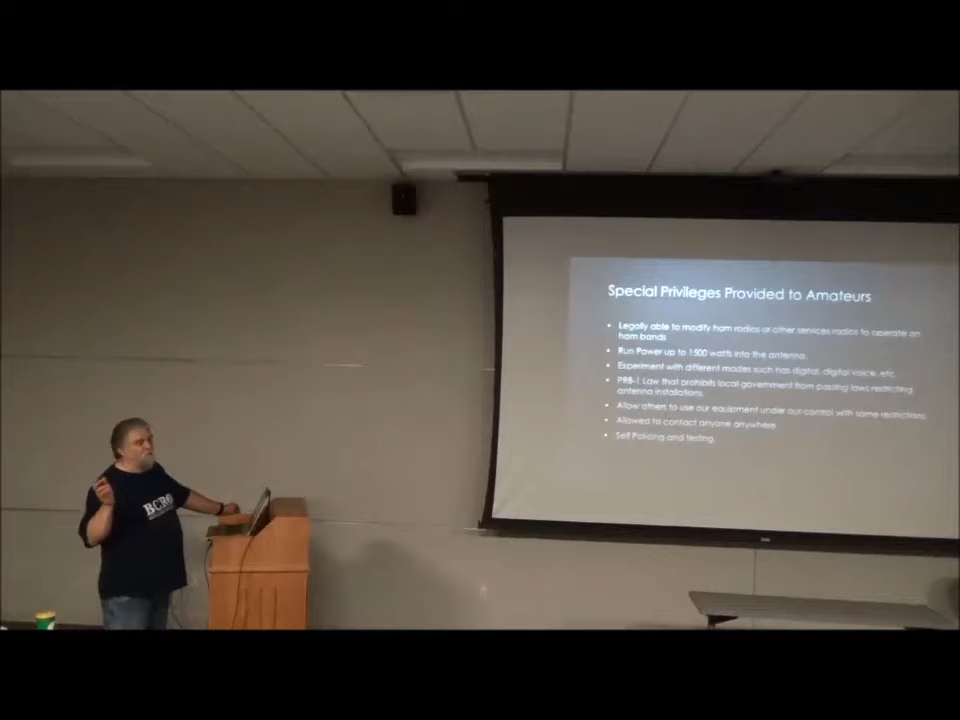 Special Privileges Provided to Amateurs
• Legally able to modify ham radios or other services radios to operate on
ham bands
• Run Power up to 1500 watts into the antenna.
• Experiment with different modes such has digital, digital voice, etc.
• PRB-1 Law that prohibits local government from passing laws restricting
antenna installations.
• Allow others to use our equipment under our control with same restrictions.
• Allowed to contact anyone anywhere
• Self Policing and testing.